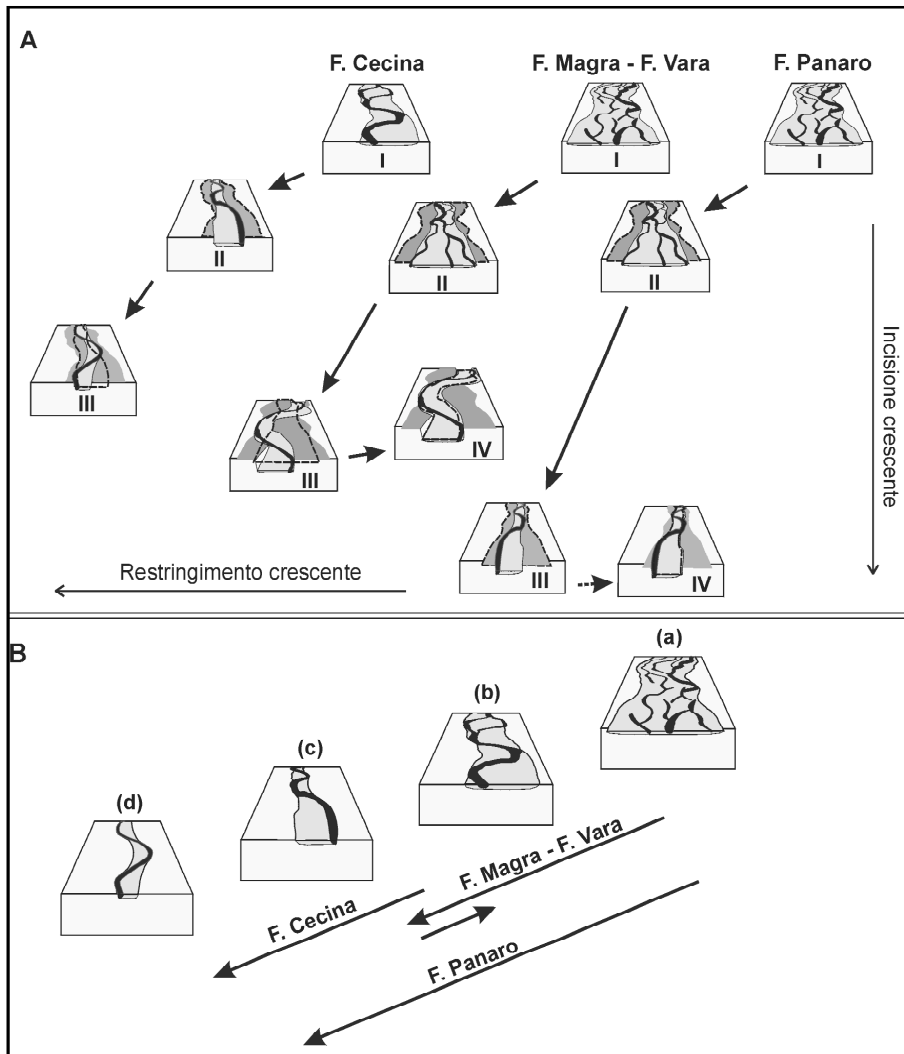 A
F. Cecina
F. Magra - F. Vara
F. Panaro
I
I
I
II
II
II
III
III
IV
III
IV
Incisione crescente
Restringimento crescente
B
(a)
(b)
(c)
(d)
F. Magra - F. Vara
F. Cecina
F. Panaro